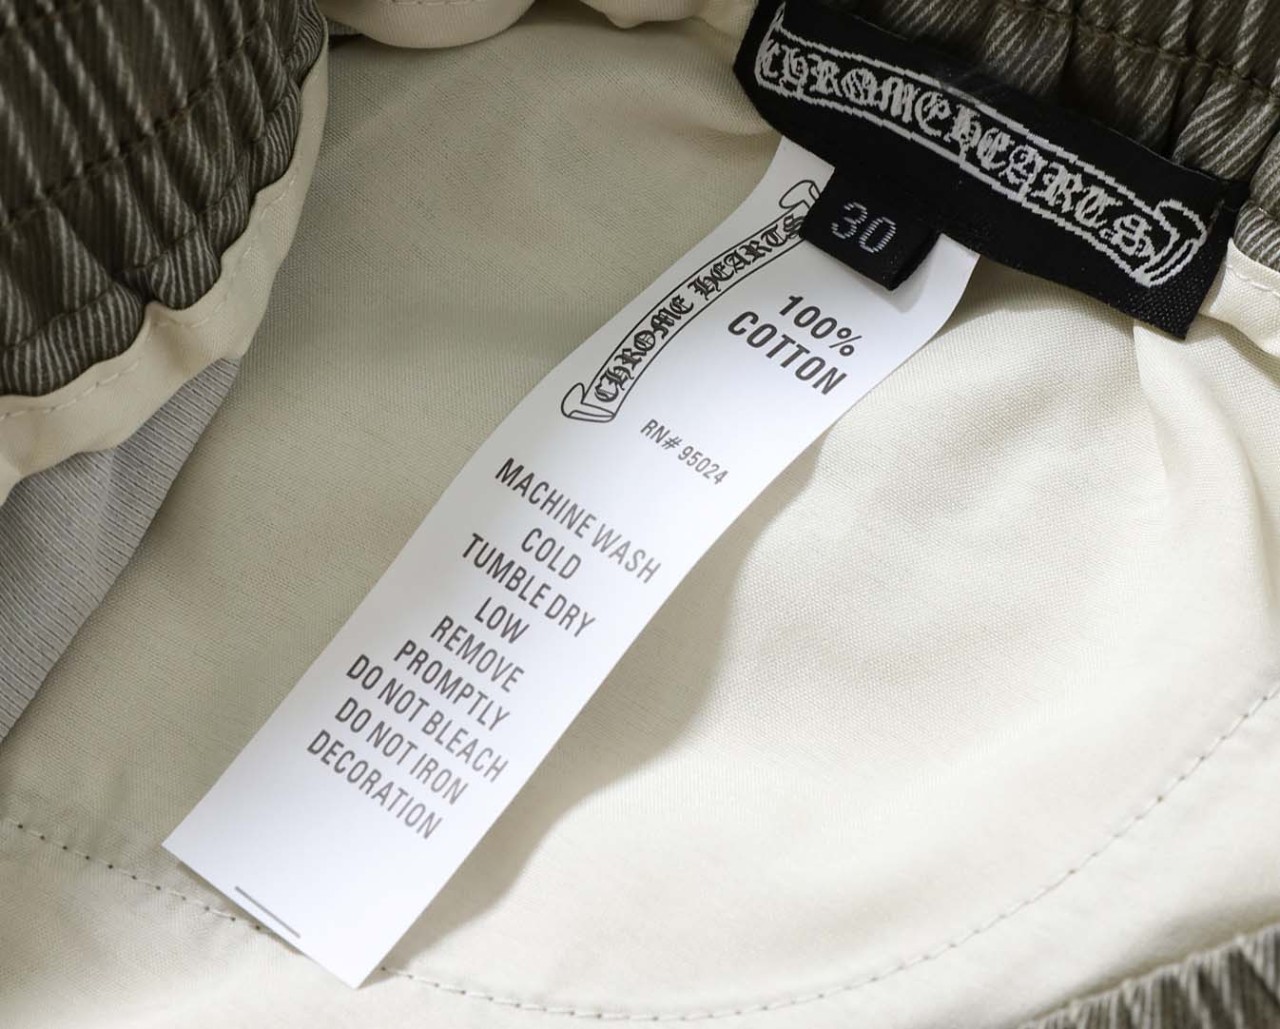 CHROME HEARTS
30
CHROME HEARTS
100%
COTTON
RN# 95024
MACHINE WASH
COLD
TUMBLE DRY
LOW
REMOVE
PROMPTLY
DO NOT BLEACH
DO NOT IRON
DECORATION